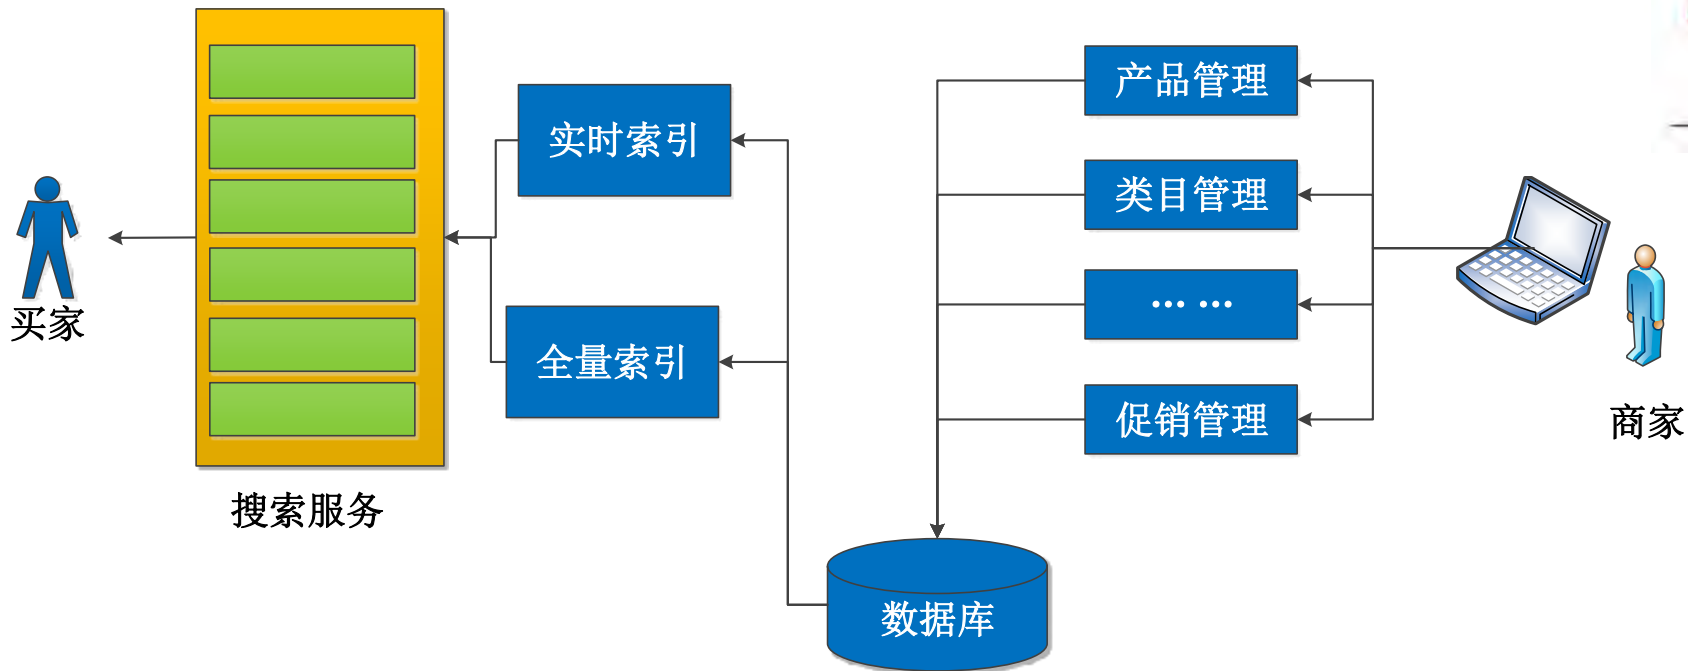 产品管理
实时索引
类目管理
... ...
买家
全量索引
促销管理
商家
搜索服务
数据库